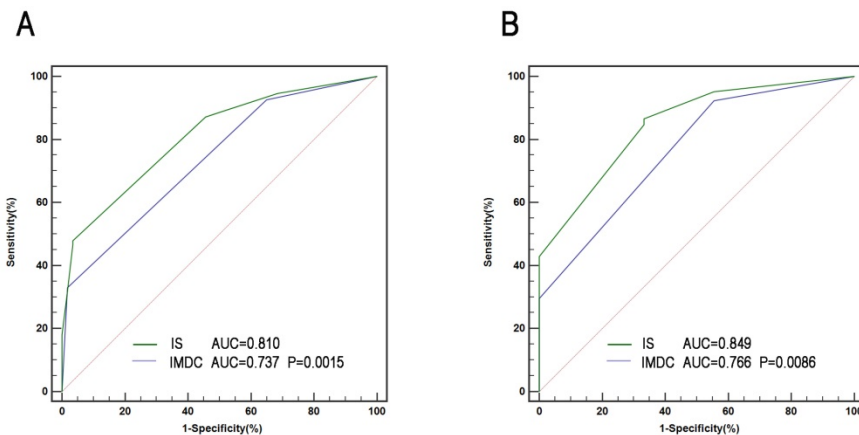 A
B
100
80
60
40
20
0
Sensitivity(%)
IS AUC=0.810
IMDC AUC=0.737 P=0.0015
0 20 40 60 80 100
1-Specificity(%)
100
80
60
40
20
0
Sensitivity(%)
IS AUC=0.849
IMDC AUC=0.766 P=0.0086
0 20 40 60 80 100
1-Specificity(%)